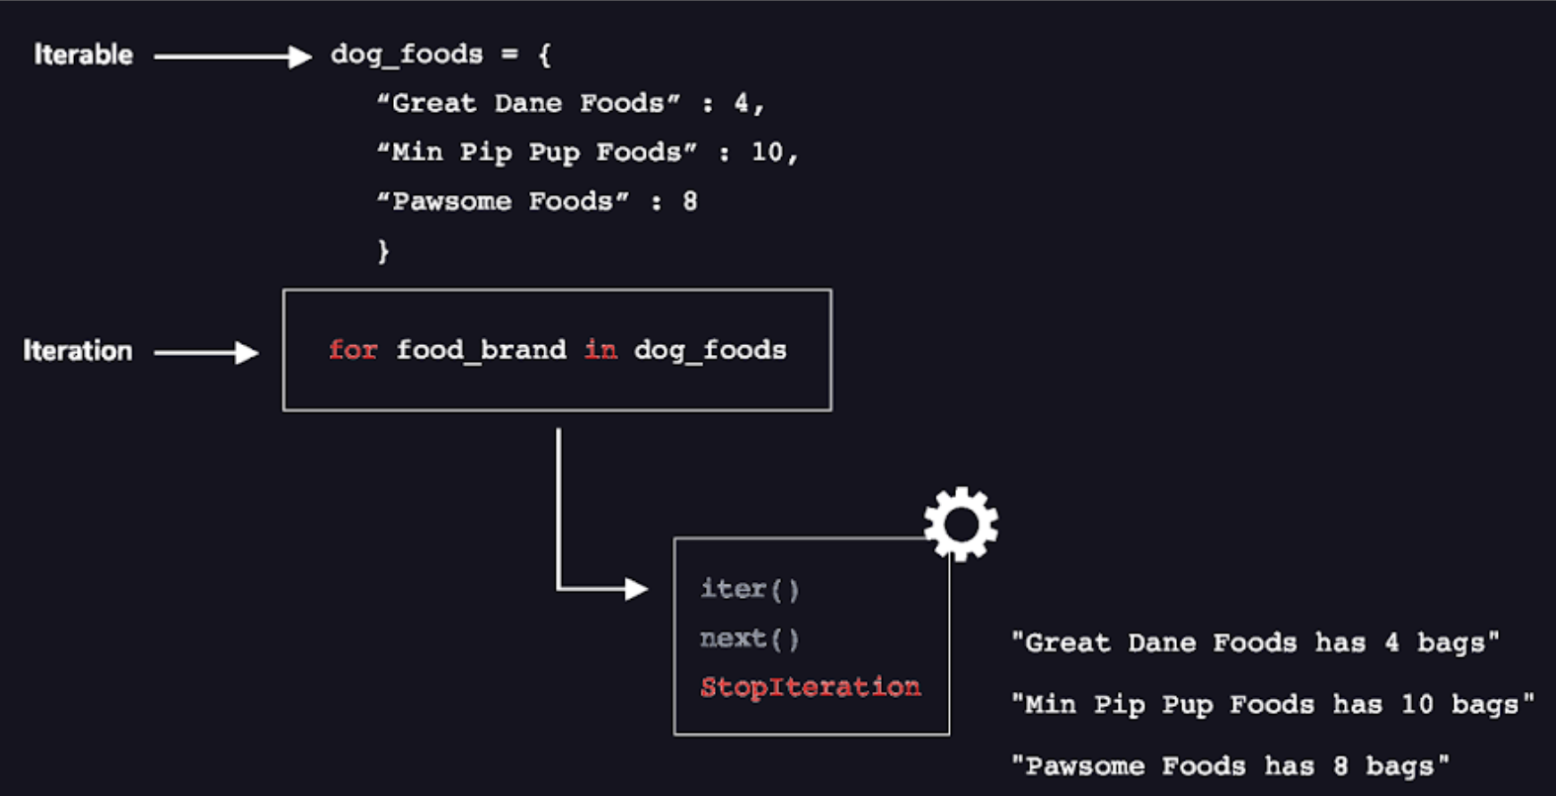 Iterable
dog_foods = {
“Great Dane Foods” : 4,
“Min Pip Pup Foods” : 10,
“Pawsome Foods” : 8
}
Iteration
for food_brand in dog_foods
iter()
next()
StopIteration
"Great Dane Foods has 4 bags"
"Min Pip Pup Foods has 10 bags"
"Pawsome Foods has 8 bags"